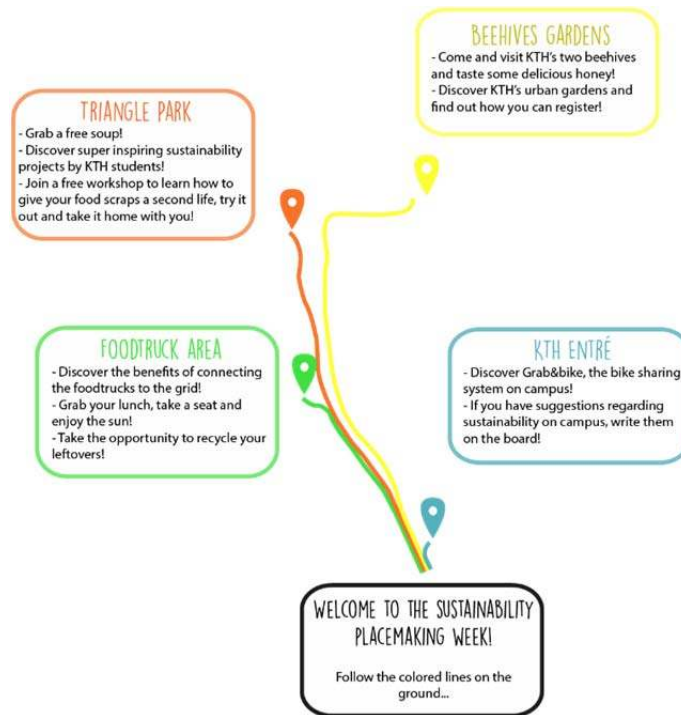 BEEHIVES GARDENS
- Come and visit KTH's two beehives
and taste some delicious honey!
- Discover KTH's urban gardens and
find out how you can register!
TRIANGLE PARK
- Grab a free soup!
- Discover super inspiring sustainability
projects by KTH students!
- Join a free workshop to learn how to
give your food scraps a second life, try it
out and take it home with you!
FOODTRUCK AREA
- Discover the benefits of connecting
the foodtrucks to the grid!
- Grab your lunch, take a seat and
enjoy the sun!
- Take the opportunity to recycle your
leftovers!
KTH ENTRÉ
- Discover Grab&bike, the bike sharing
system on campus!
- If you have suggestions regarding
sustainability on campus, write them
on the board!
WELCOME TO THE SUSTAINABILITY
PLACEMAKING WEEK!
Follow the colored lines on the
ground...